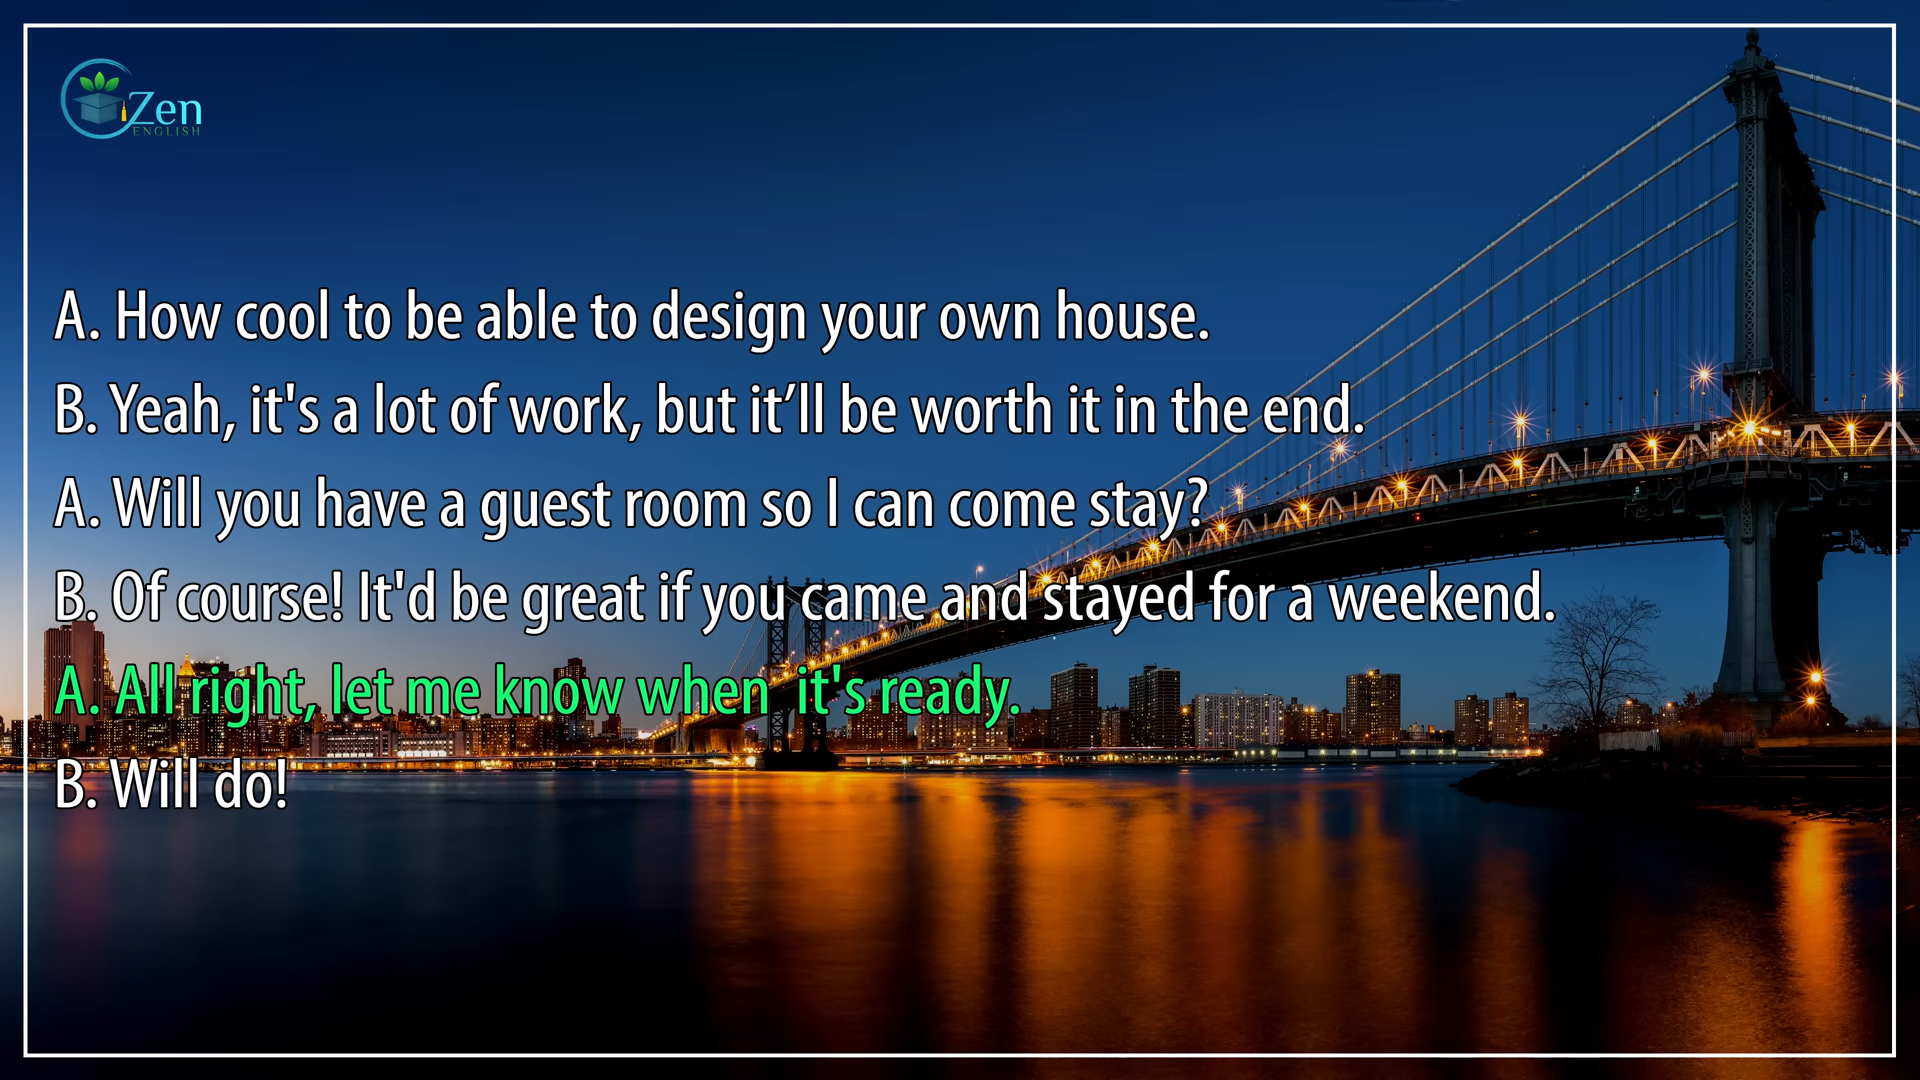 Zen
ENGLISH
A. How cool to be able to design your own house.
B. Yeah, it's a lot of work, but it’ll be worth it in the end.
A. Will you have a guest room so I can come stay?
B. Of course! It'd be great if you came and stayed for a weekend.
A. All right, let me know when  it's ready.
B. Will do!